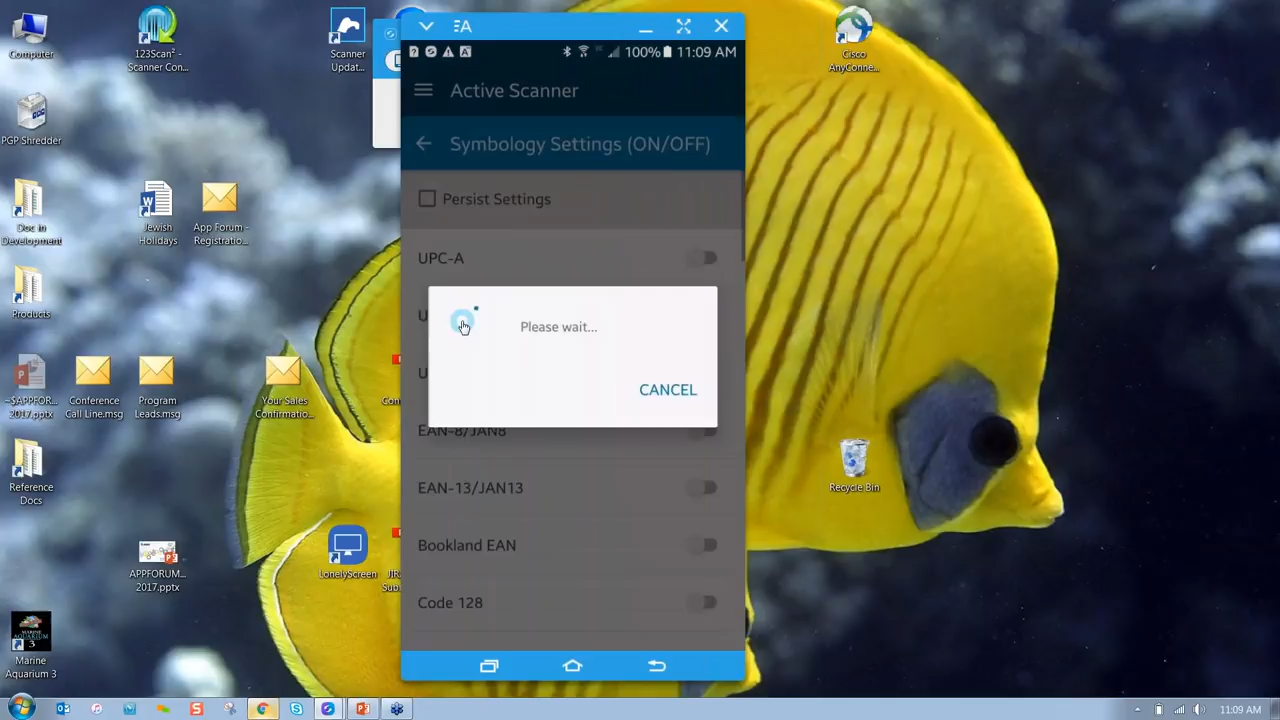 Computer
123Scan² -
Scanner Con...
Scanner
Updat...
Cisco
AnyConne...
PGP Shredder
Doc in
Development
Jewish
Holidays
App Forum -
Registratio...
Products
~$APPFOR...
2017.pptx
Conference
Call Line.msg
Program
Leads.msg
Your Sales
Confirmatio...
Reference
Docs
APPFORUM...
2017.pptx
LonelyScreen
Marine
Aquarium 3
Recycle Bin
100% 11:09 AM
Active Scanner
Symbology Settings (ON/OFF)
Persist Settings
UPC-A
Please wait...
CANCEL
EAN-8/JAN8
EAN-13/JAN13
Bookland EAN
Code 128
11:09 AM